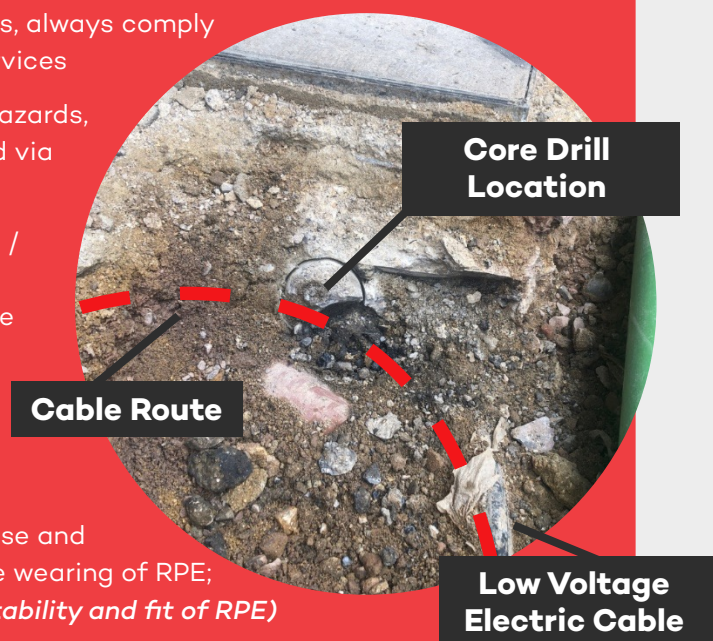 s, always comply
vices
azards,
d via
/
e
Core Drill
Location
Cable Route
se and
e wearing of RPE;
tability and fit of RPE)
Low Voltage
Electric Cable